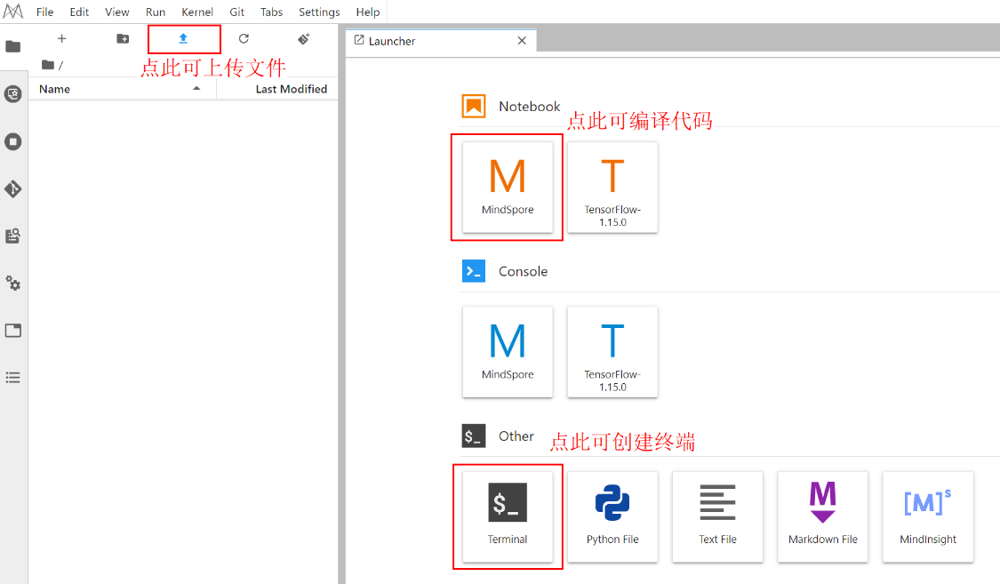 File Edit View Run Kernel Git Tabs Settings Help
Launcher
点此可上传文件
/
Name Last Modified
Notebook
点此可编译代码
M
MindSpore
T
TensorFlow-
1.15.0
Console
M
MindSpore
T
TensorFlow-
1.15.0
$_
Other
点此可创建终端
$_
Terminal
Python File
Text File
M
Markdown File
[M]s
MindInsight